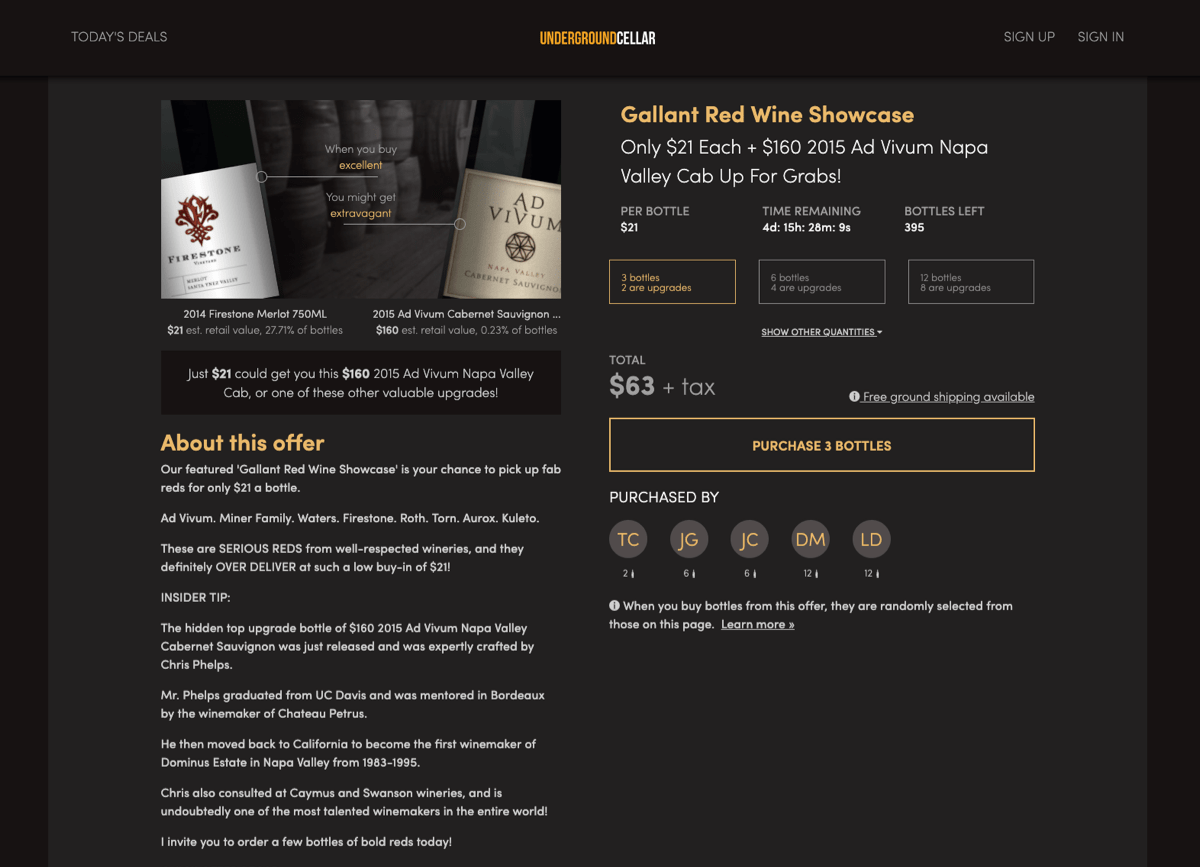 TODAY'S DEALS
UNDERGROUNDCELLAR
SIGN UP
SIGN IN
When you buy
excellent
You might get
extravagant
FIRESTONE
VINEYARD
MERLOT
SANTA YNEZ VALLEY
AD
VIVUM
NAPA VALLEY
CABERNET SAUVIGNON
2014 Firestone Merlot 750ML
$21 est. retail value, 27.71% of bottles
2015 Ad Vivum Cabernet Sauvignon ...
$160 est. retail value, 0.23% of bottles
Just $21 could get you this $160 2015 Ad Vivum Napa Valley
Cab, or one of these other valuable upgrades!
About this offer
Our featured 'Gallant Red Wine Showcase' is your chance to pick up fab
reds for only $21 a bottle.
Ad Vivum. Miner Family. Waters. Firestone. Roth. Torn. Aurox. Kuleto.
These are SERIOUS REDS from well-respected wineries, and they
definitely OVER DELIVER at such a low buy-in of $21!
INSIDER TIP:
The hidden top upgrade bottle of $160 2015 Ad Vivum Napa Valley
Cabernet Sauvignon was just released and was expertly crafted by
Chris Phelps.
Mr. Phelps graduated from UC Davis and was mentored in Bordeaux
by the winemaker of Chateau Petrus.
He then moved back to California to become the first winemaker of
Dominus Estate in Napa Valley from 1983-1995.
Chris also consulted at Caymus and Swanson wineries, and is
undoubtedly one of the most talented winemakers in the entire world!
I invite you to order a few bottles of bold reds today!
Gallant Red Wine Showcase
Only $21 Each + $160 2015 Ad Vivum Napa
Valley Cab Up For Grabs!
PER BOTTLE
$21
TIME REMAINING
4d: 15h: 28m: 9s
BOTTLES LEFT
395
3 bottles
2 are upgrades
6 bottles
4 are upgrades
12 bottles
8 are upgrades
SHOW OTHER QUANTITIES
TOTAL
$63 + tax
Free ground shipping available
PURCHASE 3 BOTTLES
PURCHASED BY
TC JG JC DM LD
2 6 6 12 12
When you buy bottles from this offer, they are randomly selected from
those on this page. Learn more »